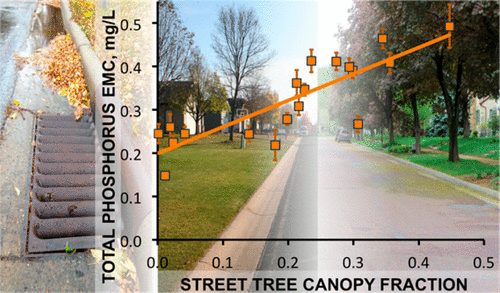 TOTAL PHOSPHORUS EMC, mg/L
0.5
0.4
0.3
0.2
0.1
0.0
0.0 0.1 0.2 0.3 0.4 0.5
STREET TREE CANOPY FRACTION